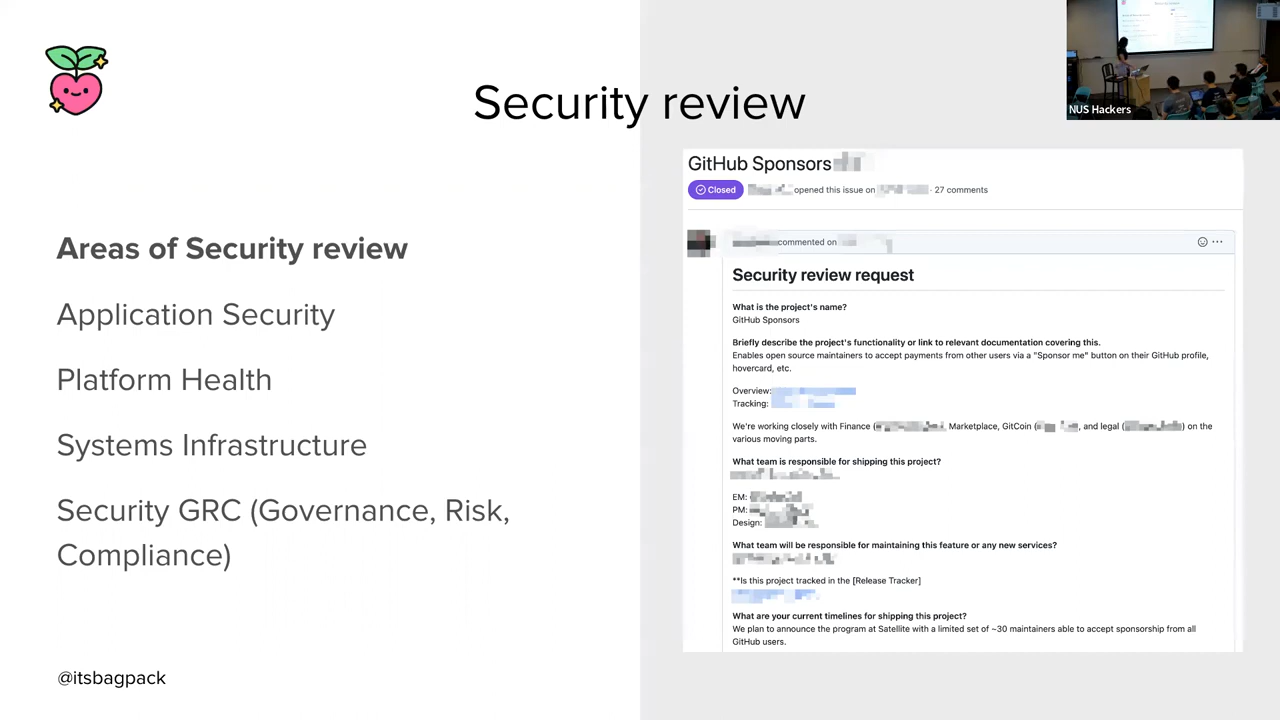 Security review
NUS Hackers
Areas of Security review
Application Security
Platform Health
Systems Infrastructure
Security GRC (Governance, Risk,
Compliance)
@itsbagpack
GitHub Sponsors
Closed
opened this issue on
· 27 comments
commented on
Security review request
What is the project's name?
GitHub Sponsors
Briefly describe the project's functionality or link to relevant documentation covering this.
Enables open source maintainers to accept payments from other users via a "Sponsor me" button on their GitHub profile,
hovercard, etc.
Overview:
Tracking:
We're working closely with Finance ( , Marketplace, GitCoin ( , and legal ( ) on the
various moving parts.
What team is responsible for shipping this project?
EM:
PM:
Design:
What team will be responsible for maintaining this feature or any new services?
**Is this project tracked in the [Release Tracker]
What are your current timelines for shipping this project?
We plan to announce the program at Satellite with a limited set of ~30 maintainers able to accept sponsorship from all
GitHub users.